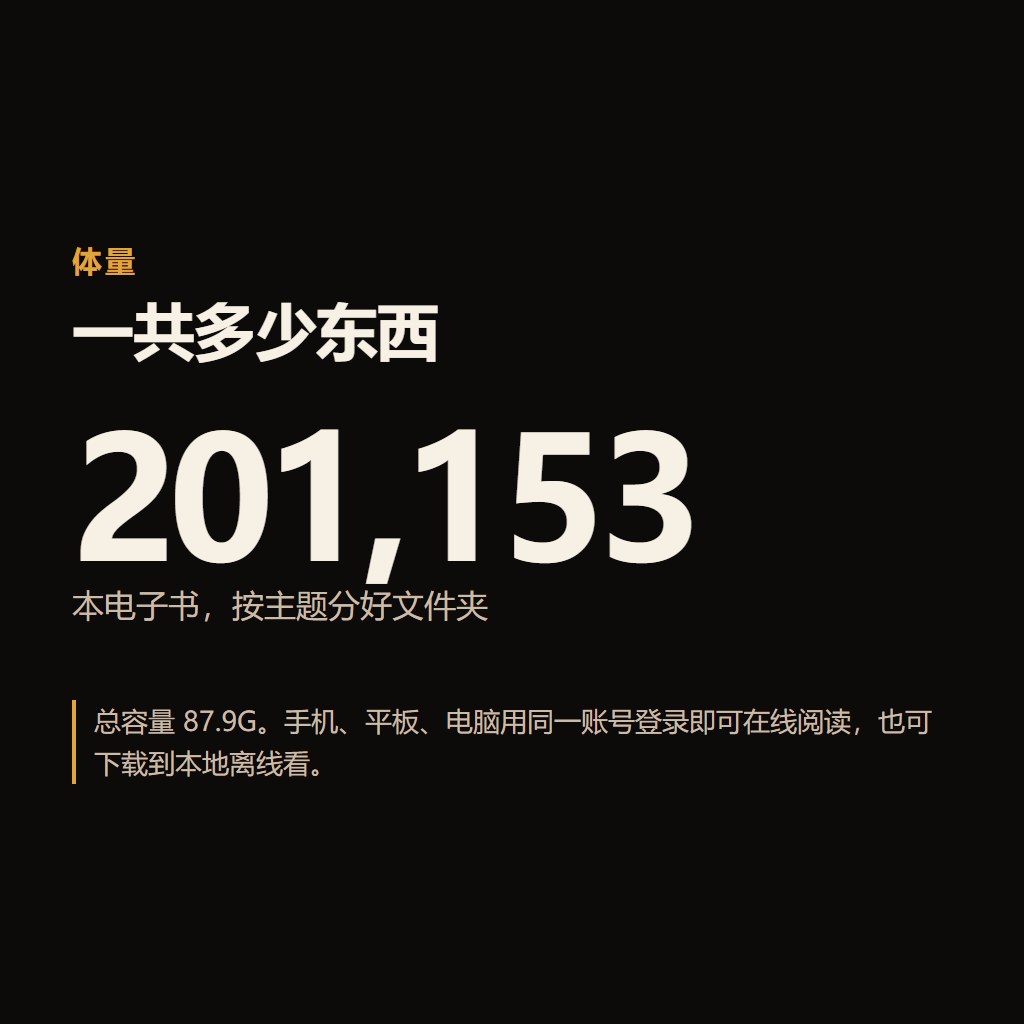 体量
一共多少东西
201,153
本电子书，按主题分好文件夹
总容量 87.9G。手机、平板、电脑用同一账号登录即可在线阅读，也可
下载到本地离线看。